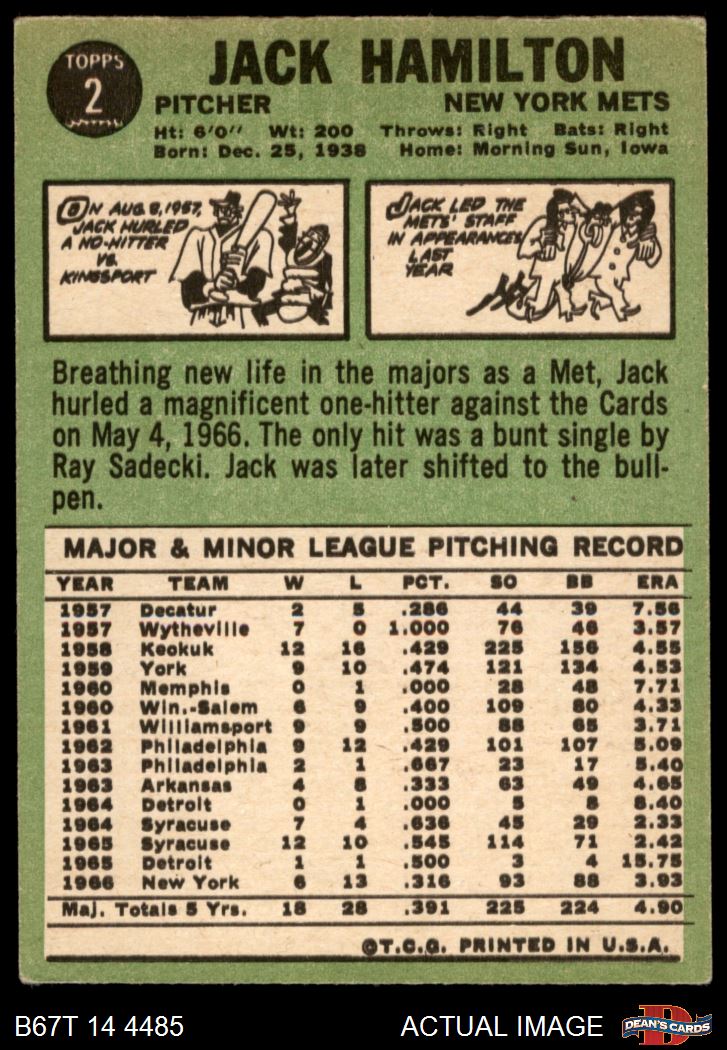 TOPPS
2
JACK HAMILTON
PITCHER NEW YORK METS
Ht: 6'0" Wt: 200 Throws: Right Bats: Right
Born: Dec. 25, 1938 Home: Morning Sun, Iowa
ON AUG 8, 1957,
JACK HURLED
A NO-HITTER
VS.
KINGSPORT
JACK LED THE
METS' STAFF
IN APPEARANCES
LAST
YEAR
Breathing new life in the majors as a Met, Jack
hurled a magnificent one-hitter against the Cards
on May 4, 1966. The only hit was a bunt single by
Ray Sadecki. Jack was later shifted to the bull-
pen.
MAJOR & MINOR LEAGUE PITCHING RECORD
YEAR TEAM W L PCT. SO BB ERA
1957 Decatur 2 5 .286 44 39 7.56
1957 Wytheville 7 0 1.000 76 46 3.57
1958 Keokuk 12 16 .429 225 156 4.55
1959 York 9 10 .474 121 134 4.53
1960 Memphis 0 1 .000 28 48 7.71
1960 Win.-Salem 6 9 .400 109 80 4.33
1961 Williamsport 9 9 .500 88 65 3.71
1962 Philadelphia 9 12 .429 101 107 5.09
1963 Philadelphia 2 1 .667 23 17 5.40
1963 Arkansas 4 8 .333 63 49 4.65
1964 Detroit 0 1 .000 5 8 8.40
1964 Syracuse 7 4 .636 45 29 2.33
1965 Syracuse 12 10 .545 114 71 2.42
1965 Detroit 1 1 .500 3 4 15.75
1966 New York 6 13 .316 93 88 3.93
Maj. Totals 5 Yrs. 18 28 .391 225 224 4.90
©T.C.G. PRINTED IN U.S.A.
B67T 14 4485 ACTUAL IMAGE
D
DEAN'S CARDS